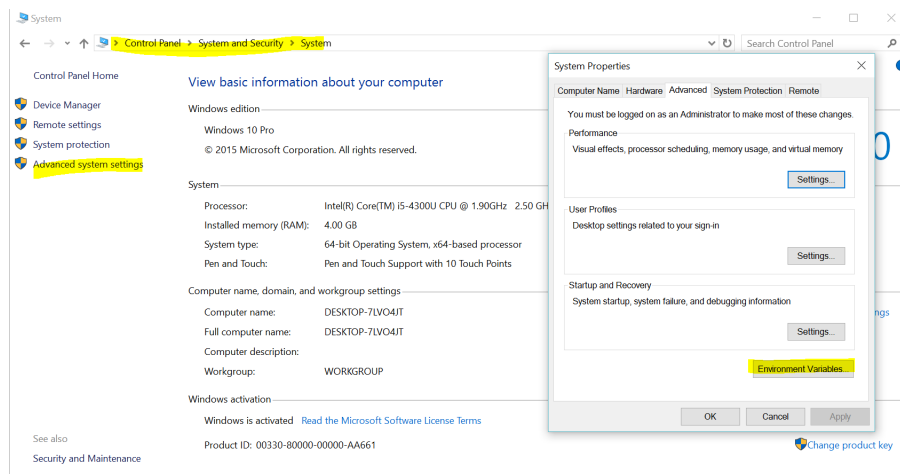 System
Control Panel > System and Security > System
Search Control Panel
Control Panel Home
Device Manager
Remote settings
System protection
Advanced system settings
See also
Security and Maintenance
View basic information about your computer
Windows edition
Windows 10 Pro
© 2015 Microsoft Corporation. All rights reserved.
System
Processor: Intel(R) Core(TM) i5-4300U CPU @ 1.90GHz 2.50 GH
Installed memory (RAM): 4.00 GB
System type: 64-bit Operating System, x64-based processor
Pen and Touch: Pen and Touch Support with 10 Touch Points
Computer name, domain, and workgroup settings
Computer name: DESKTOP-7LVO4JT
Full computer name: DESKTOP-7LVO4JT
Computer description:
Workgroup: WORKGROUP
ngs
Windows activation
Windows is activated Read the Microsoft Software License Terms
Product ID: 00330-80000-00000-AA661
Change product key
System Properties
Computer Name Hardware Advanced System Protection Remote
You must be logged on as an Administrator to make most of these changes.
Performance
Visual effects, processor scheduling, memory usage, and virtual memory
Settings...
User Profiles
Desktop settings related to your sign-in
Settings...
Startup and Recovery
System startup, system failure, and debugging information
Settings...
Environment Variables...
OK Cancel Apply
0